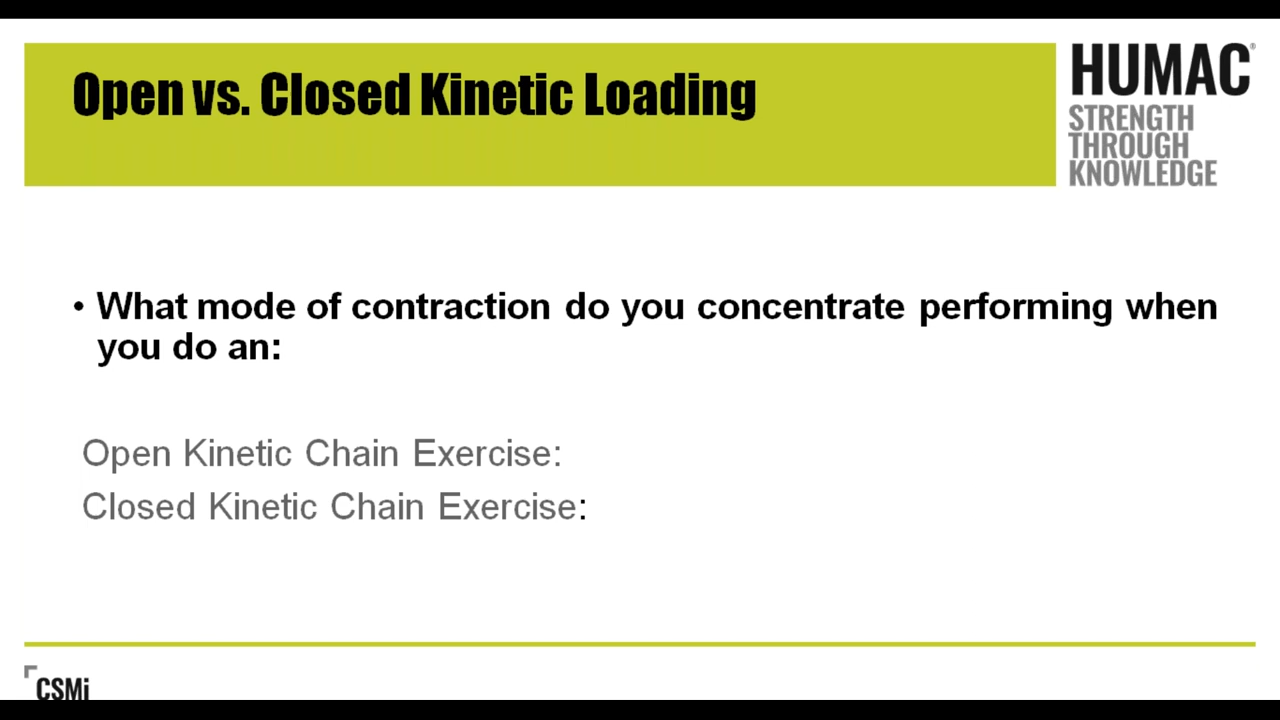 Open vs. Closed Kinetic Loading
HUMAC®
STRENGTH
THROUGH
KNOWLEDGE
• What mode of contraction do you concentrate performing when
you do an:
Open Kinetic Chain Exercise:
Closed Kinetic Chain Exercise:
CSMi